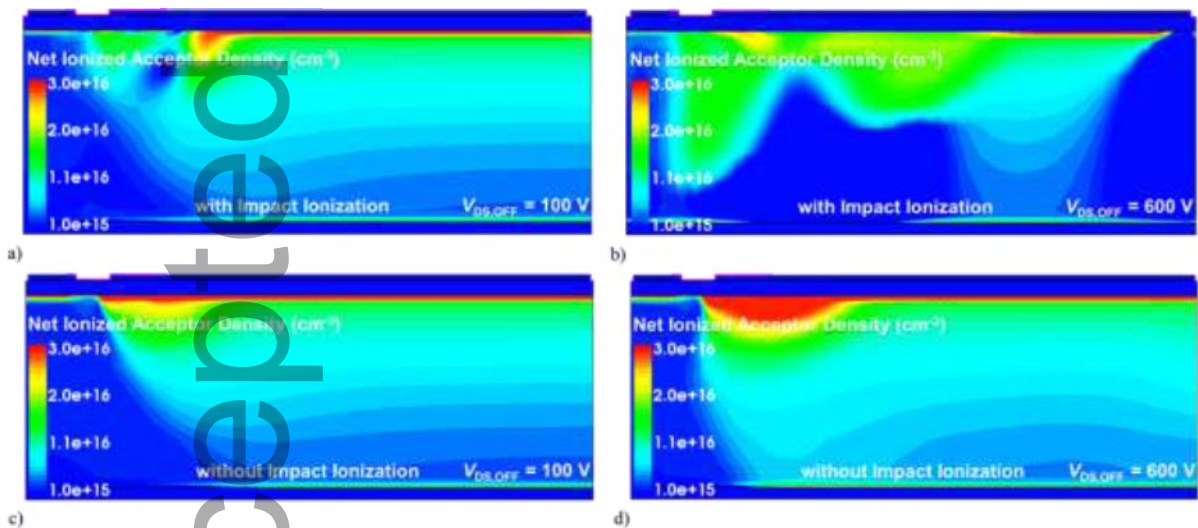 Net Ionized Acceptor Density (cm⁻³)
3.0e+16
2.0e+16
1.1e+16
1.0e+15
with Impact Ionization
V_DS,OFF = 100 V
a)
Net Ionized Acceptor Density (cm⁻³)
3.0e+16
2.0e+16
1.1e+16
1.0e+15
with Impact Ionization
V_DS,OFF = 600 V
b)
Net Ionized Acceptor Density (cm⁻³)
3.0e+16
2.0e+16
1.1e+16
1.0e+15
without Impact Ionization
V_DS,OFF = 100 V
c)
Net Ionized Acceptor Density (cm⁻³)
3.0e+16
2.0e+16
1.1e+16
1.0e+15
without Impact Ionization
V_DS,OFF = 600 V
d)
cepted